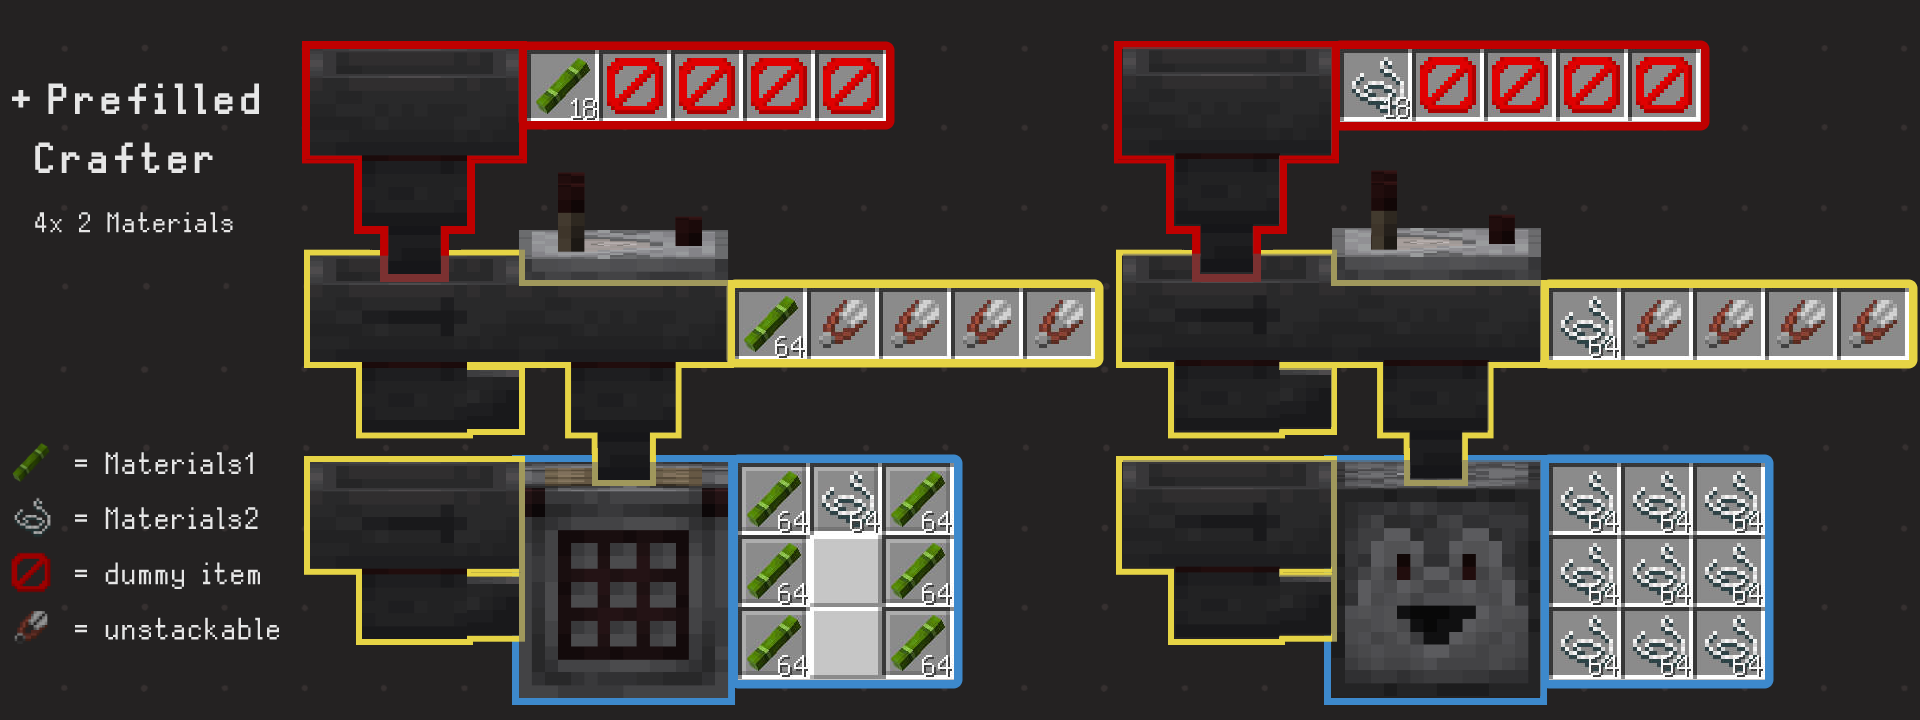 + Prefilled
Crafter
4x 2 Materials
= Materials1
= Materials2
= dummy item
= unstackable
18
18
64
64
64 64 64
64 64
64 64
64 64 64
64 64 64
64 64 64